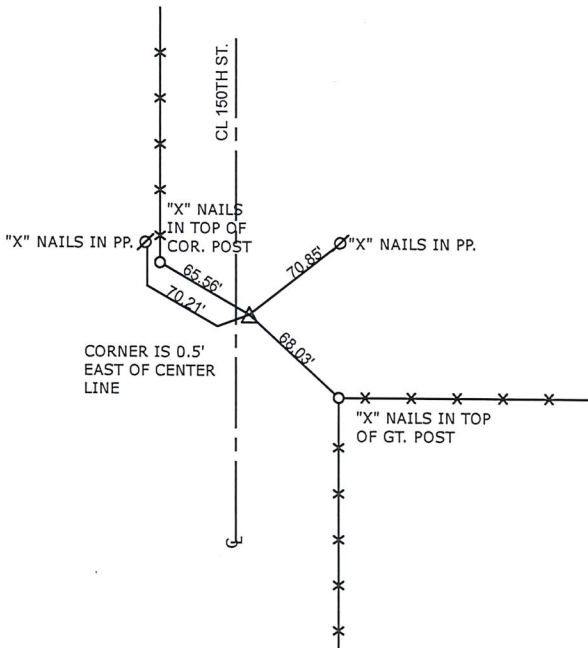 CL 150TH ST.
"X" NAILS
IN TOP OF
COR. POST
"X" NAILS IN PP.
"X" NAILS IN PP.
65.56'
70.85'
70.21'
68.03'
CORNER IS 0.5'
EAST OF CENTER
LINE
"X" NAILS IN TOP
OF GT. POST
CL